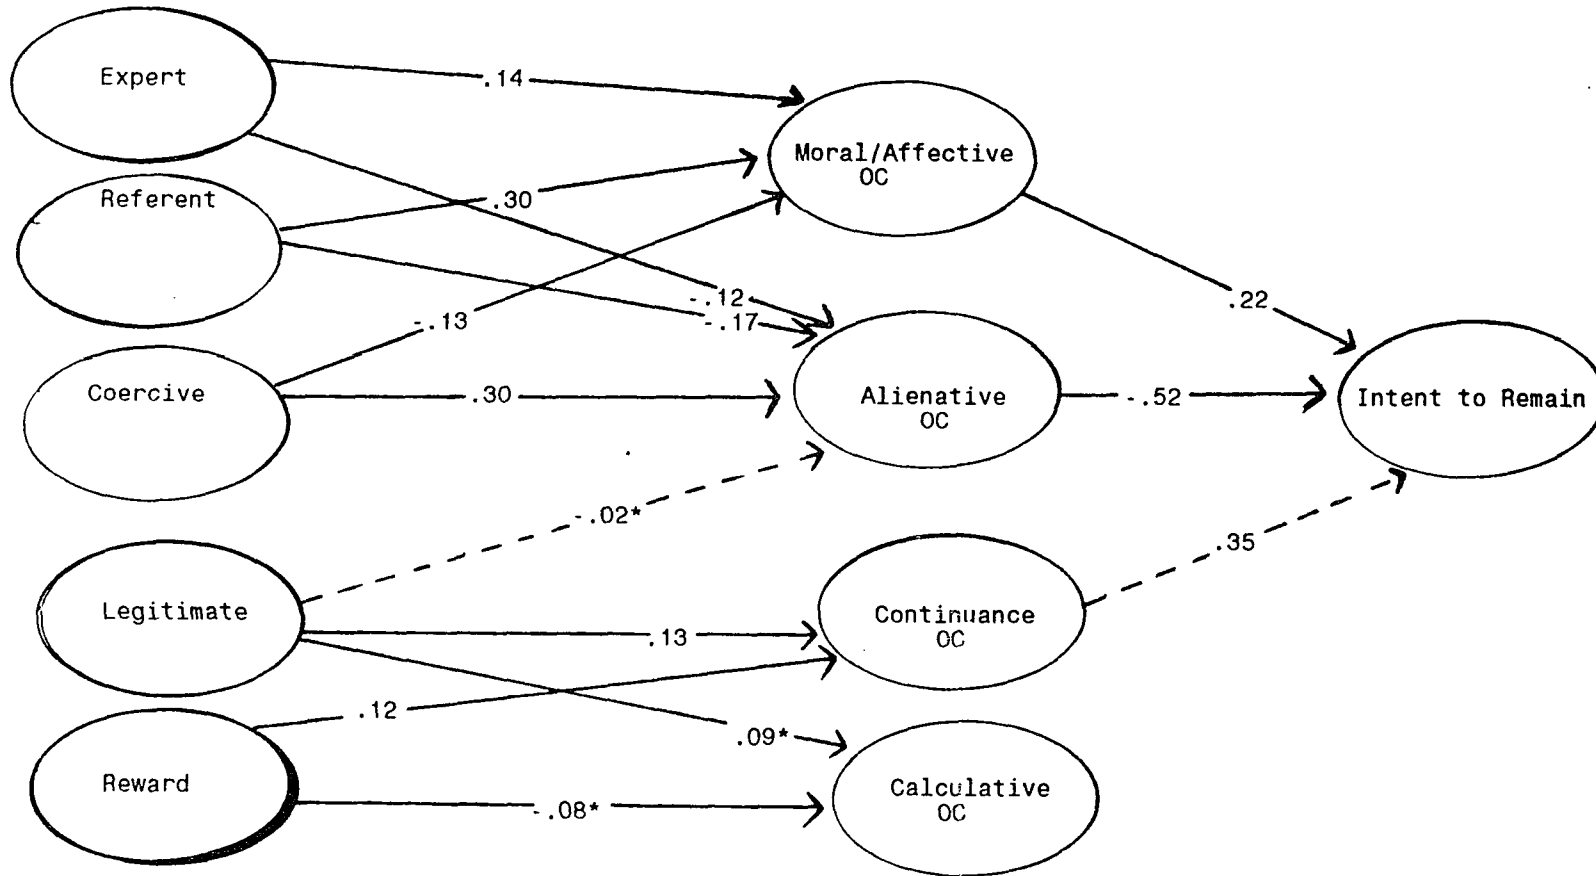 Expert
.14
Moral/Affective
OC
Referent
.30
-.12
-.17
.22
-.13
Coercive
.30
Alienative
OC
-.52
Intent to Remain
-.02*
.35
Legitimate
.13
Continuance
OC
.12
.09*
Reward
-.08*
Calculative
OC